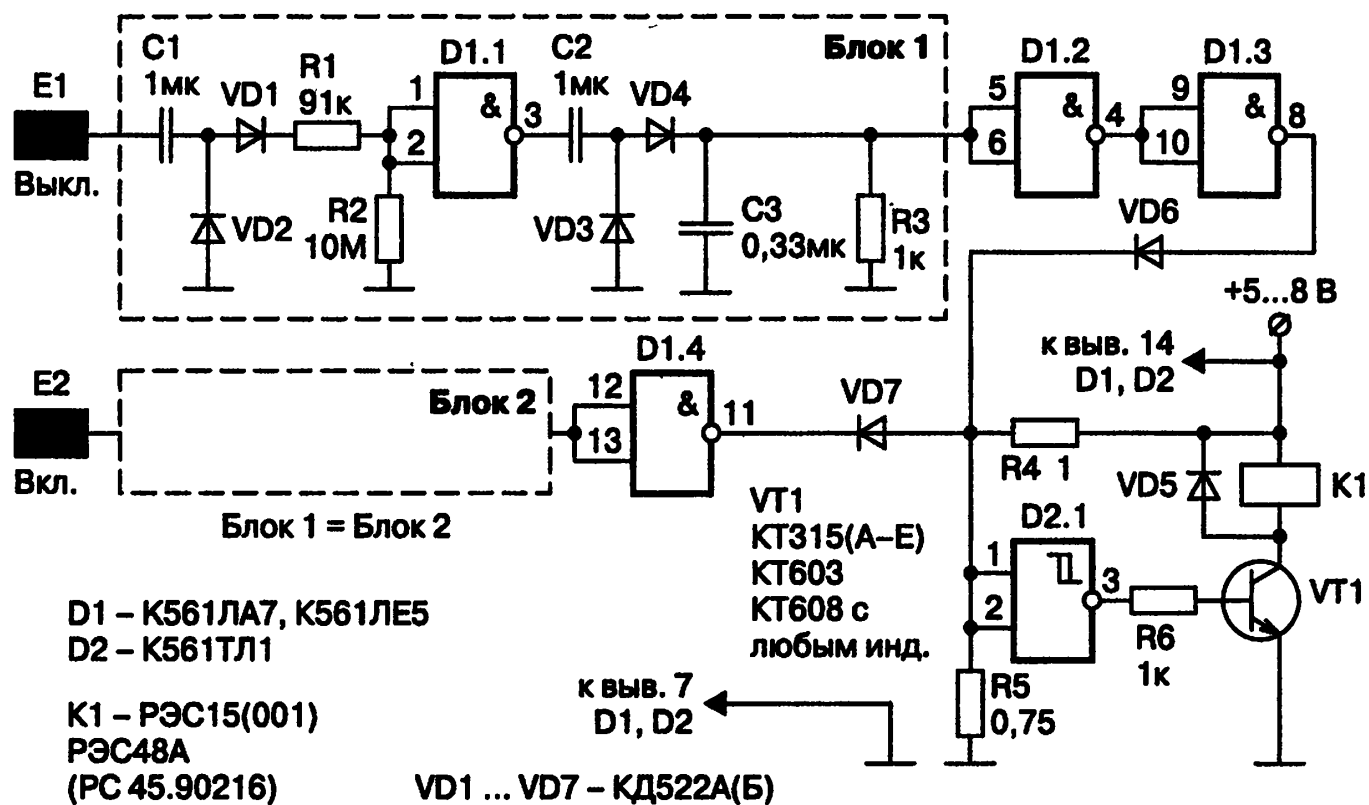 E1
Выкл.
C1
1мк
VD1
R1
91к
D1.1
1
2
&
3
C2
1мк
VD4
Блок 1
VD2
R2
10М
VD3
C3
0,33мк
R3
1к
D1.2
5
6
&
4
D1.3
9
10
&
8
VD6
+5...8 В
к выв. 14
D1, D2
E2
Вкл.
Блок 2
Блок 1 = Блок 2
D1.4
12
13
&
11
VD7
R4 1
VD5
K1
D2.1
1
2
3
R6
1к
VT1
R5
0,75
VT1
КТ315(А–Е)
КТ603
КТ608 с
любым инд.
к выв. 7
D1, D2
D1 – К561ЛА7, К561ЛЕ5
D2 – К561ТЛ1
K1 – РЭС15(001)
РЭС48А
(РС 45.90216)
VD1 ... VD7 – КД522А(Б)